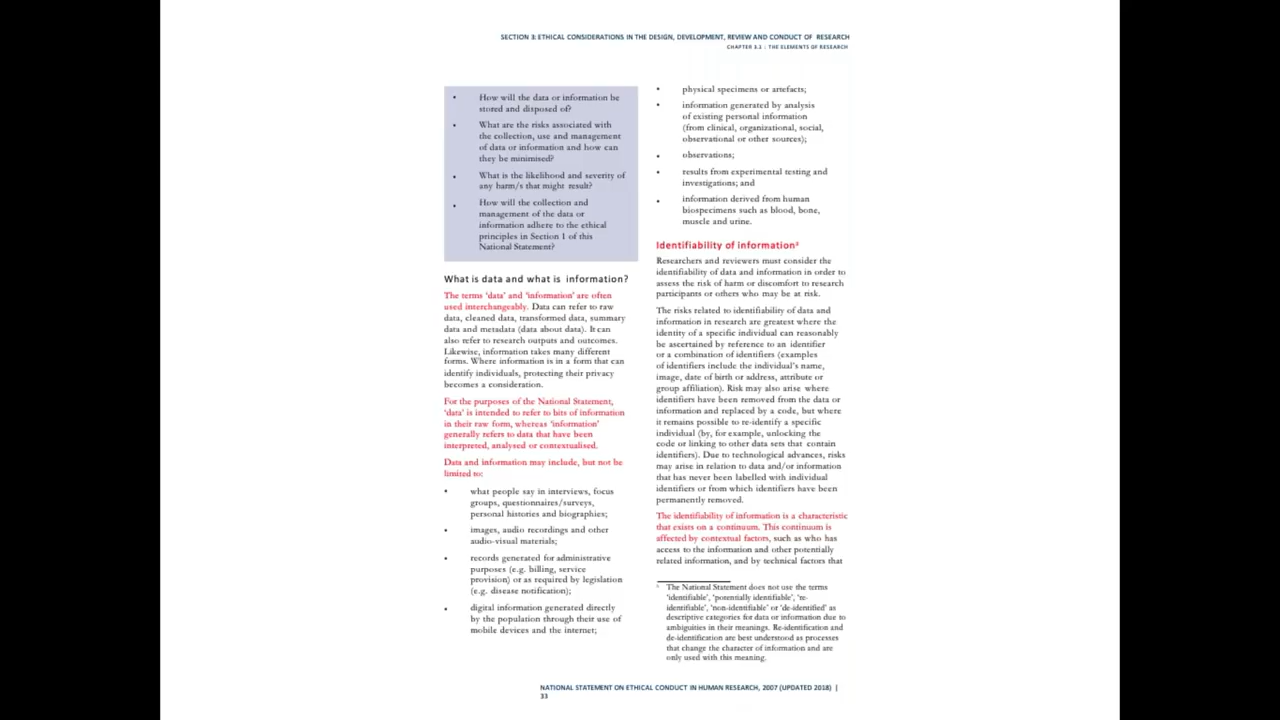 SECTION 3: ETHICAL CONSIDERATIONS IN THE DESIGN, DEVELOPMENT, REVIEW AND CONDUCT OF RESEARCH
CHAPTER 3.1 : THE ELEMENTS OF RESEARCH
• How will the data or information be
stored and disposed of?
• What are the risks associated with
the collection, use and management
of data or information and how can
they be minimised?
• What is the likelihood and severity of
any harm/s that might result?
• How will the collection and
management of the data or
information adhere to the ethical
principles in Section 1 of this
National Statement?
What is data and what is information?
The terms ‘data’ and ‘information’ are often
used interchangeably. Data can refer to raw
data, cleaned data, transformed data, summary
data and metadata (data about data). It can
also refer to research outputs and outcomes.
Likewise, information takes many different
forms. Where information is in a form that can
identify individuals, protecting their privacy
becomes a consideration.
For the purposes of the National Statement,
‘data’ is intended to refer to bits of information
in their raw form, whereas ‘information’
generally refers to data that have been
interpreted, analysed or contextualised.
Data and information may include, but not be
limited to:
• what people say in interviews, focus
groups, questionnaires/surveys,
personal histories and biographies;
• images, audio recordings and other
audio-visual materials;
• records generated for administrative
purposes (e.g. billing, service
provision) or as required by legislation
(e.g. disease notification);
• digital information generated directly
by the population through their use of
mobile devices and the internet;
• physical specimens or artefacts;
• information generated by analysis
of existing personal information
(from clinical, organizational, social,
observational or other sources);
• observations;
• results from experimental testing and
investigations; and
• information derived from human
biospecimens such as blood, bone,
muscle and urine.
Identifiability of information
Researchers and reviewers must consider the
identifiability of data and information in order to
assess the risk of harm or discomfort to research
participants or others who may be at risk.
The risks related to identifiability of data and
information in research are greatest where the
identity of a specific individual can reasonably
be ascertained by reference to an identifier
or a combination of identifiers (examples
of identifiers include the individual’s name,
image, date of birth or address, attribute or
group affiliation). Risk may also arise where
identifiers have been removed from the data or
information and replaced by a code, but where
it remains possible to re-identify a specific
individual (by, for example, unlocking the
code or linking to other data sets that contain
identifiers). Due to technological advances, risks
may arise in relation to data and/or information
that has never been labelled with individual
identifiers or from which identifiers have been
permanently removed.
The identifiability of information is a characteristic
that exists on a continuum. This continuum is
affected by contextual factors, such as who has
access to the information and other potentially
related information, and by technical factors that
The National Statement does not use the terms
‘identifiable’, ‘potentially identifiable’, ‘re-
identifiable’, ‘non-identifiable’ or ‘de-identified’ as
descriptive categories for data or information due to
ambiguities in their meanings. Re-identification and
de-identification are best understood as processes
that change the character of information and are
only used with this meaning.
NATIONAL STATEMENT ON ETHICAL CONDUCT IN HUMAN RESEARCH, 2007 (UPDATED 2018) |
33